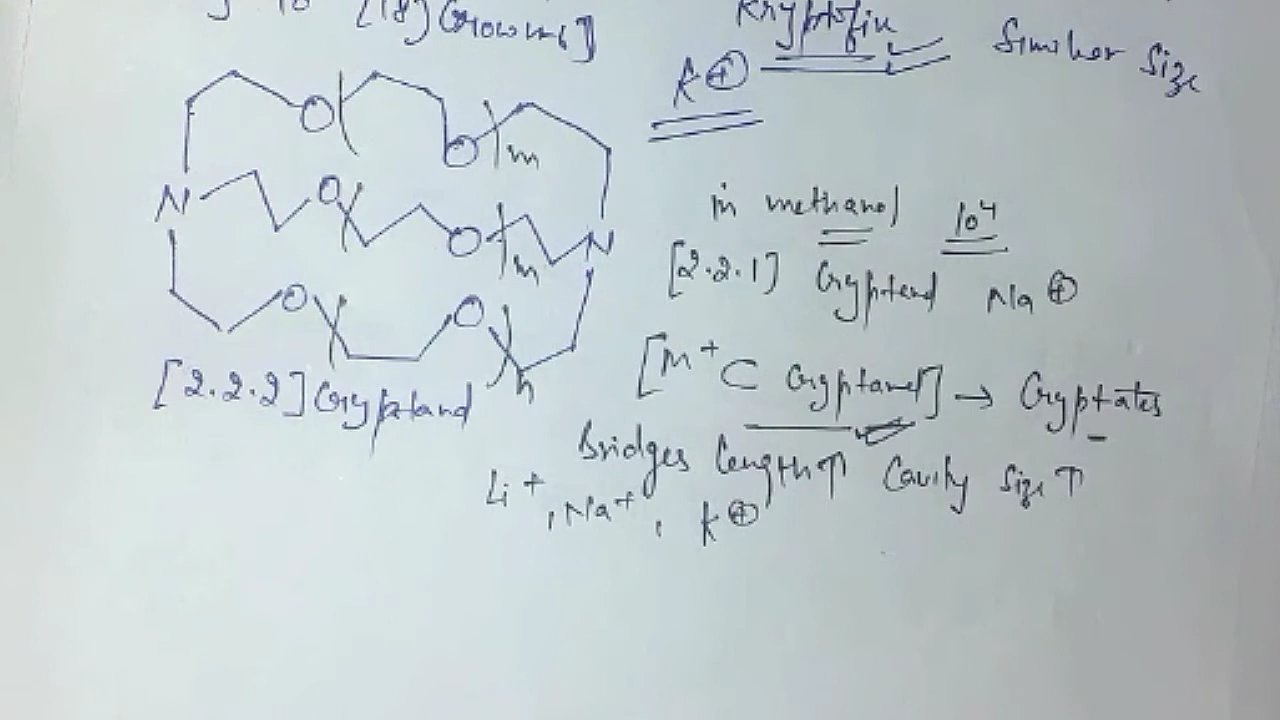 [18] Crown 6]
Kryptofix
Similar Size
K⊕
O O m
N O O m N
O O n
[2.2.2] Cryptand
in methanol 10⁴
[2.2.1] Cryptand Na⊕
[M⁺ ⊂ Cryptand] → Cryptates
Bridges length↑ Cavity Size ↑
Li⁺, Na⁺, K⊕